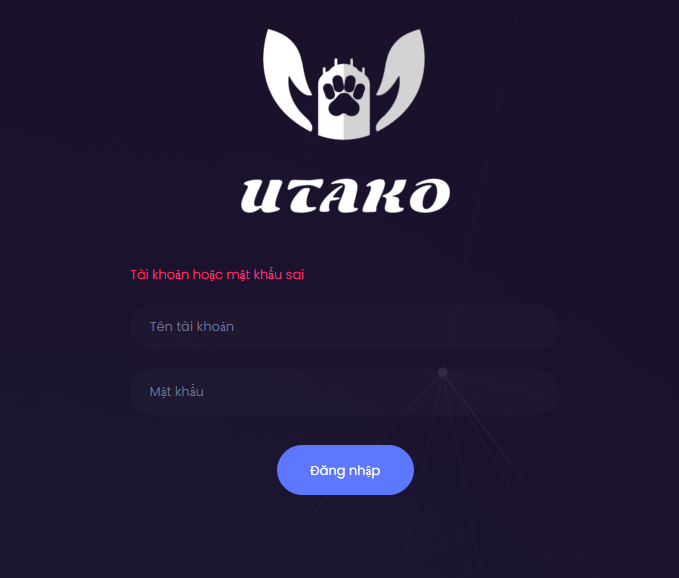 UTAKO
Tài khoản hoặc mật khẩu sai
Tên tài khoản
Mật khẩu
Đăng nhập